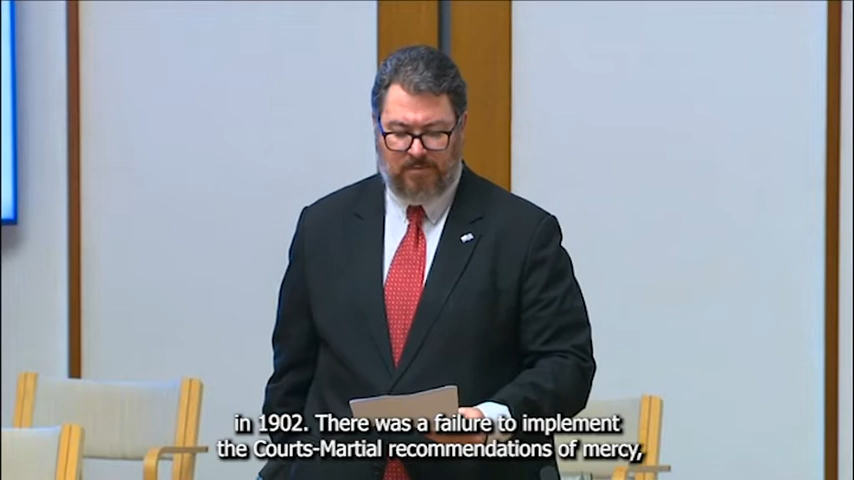 in 1902. There was a failure to implement
the Courts-Martial recommendations of mercy,